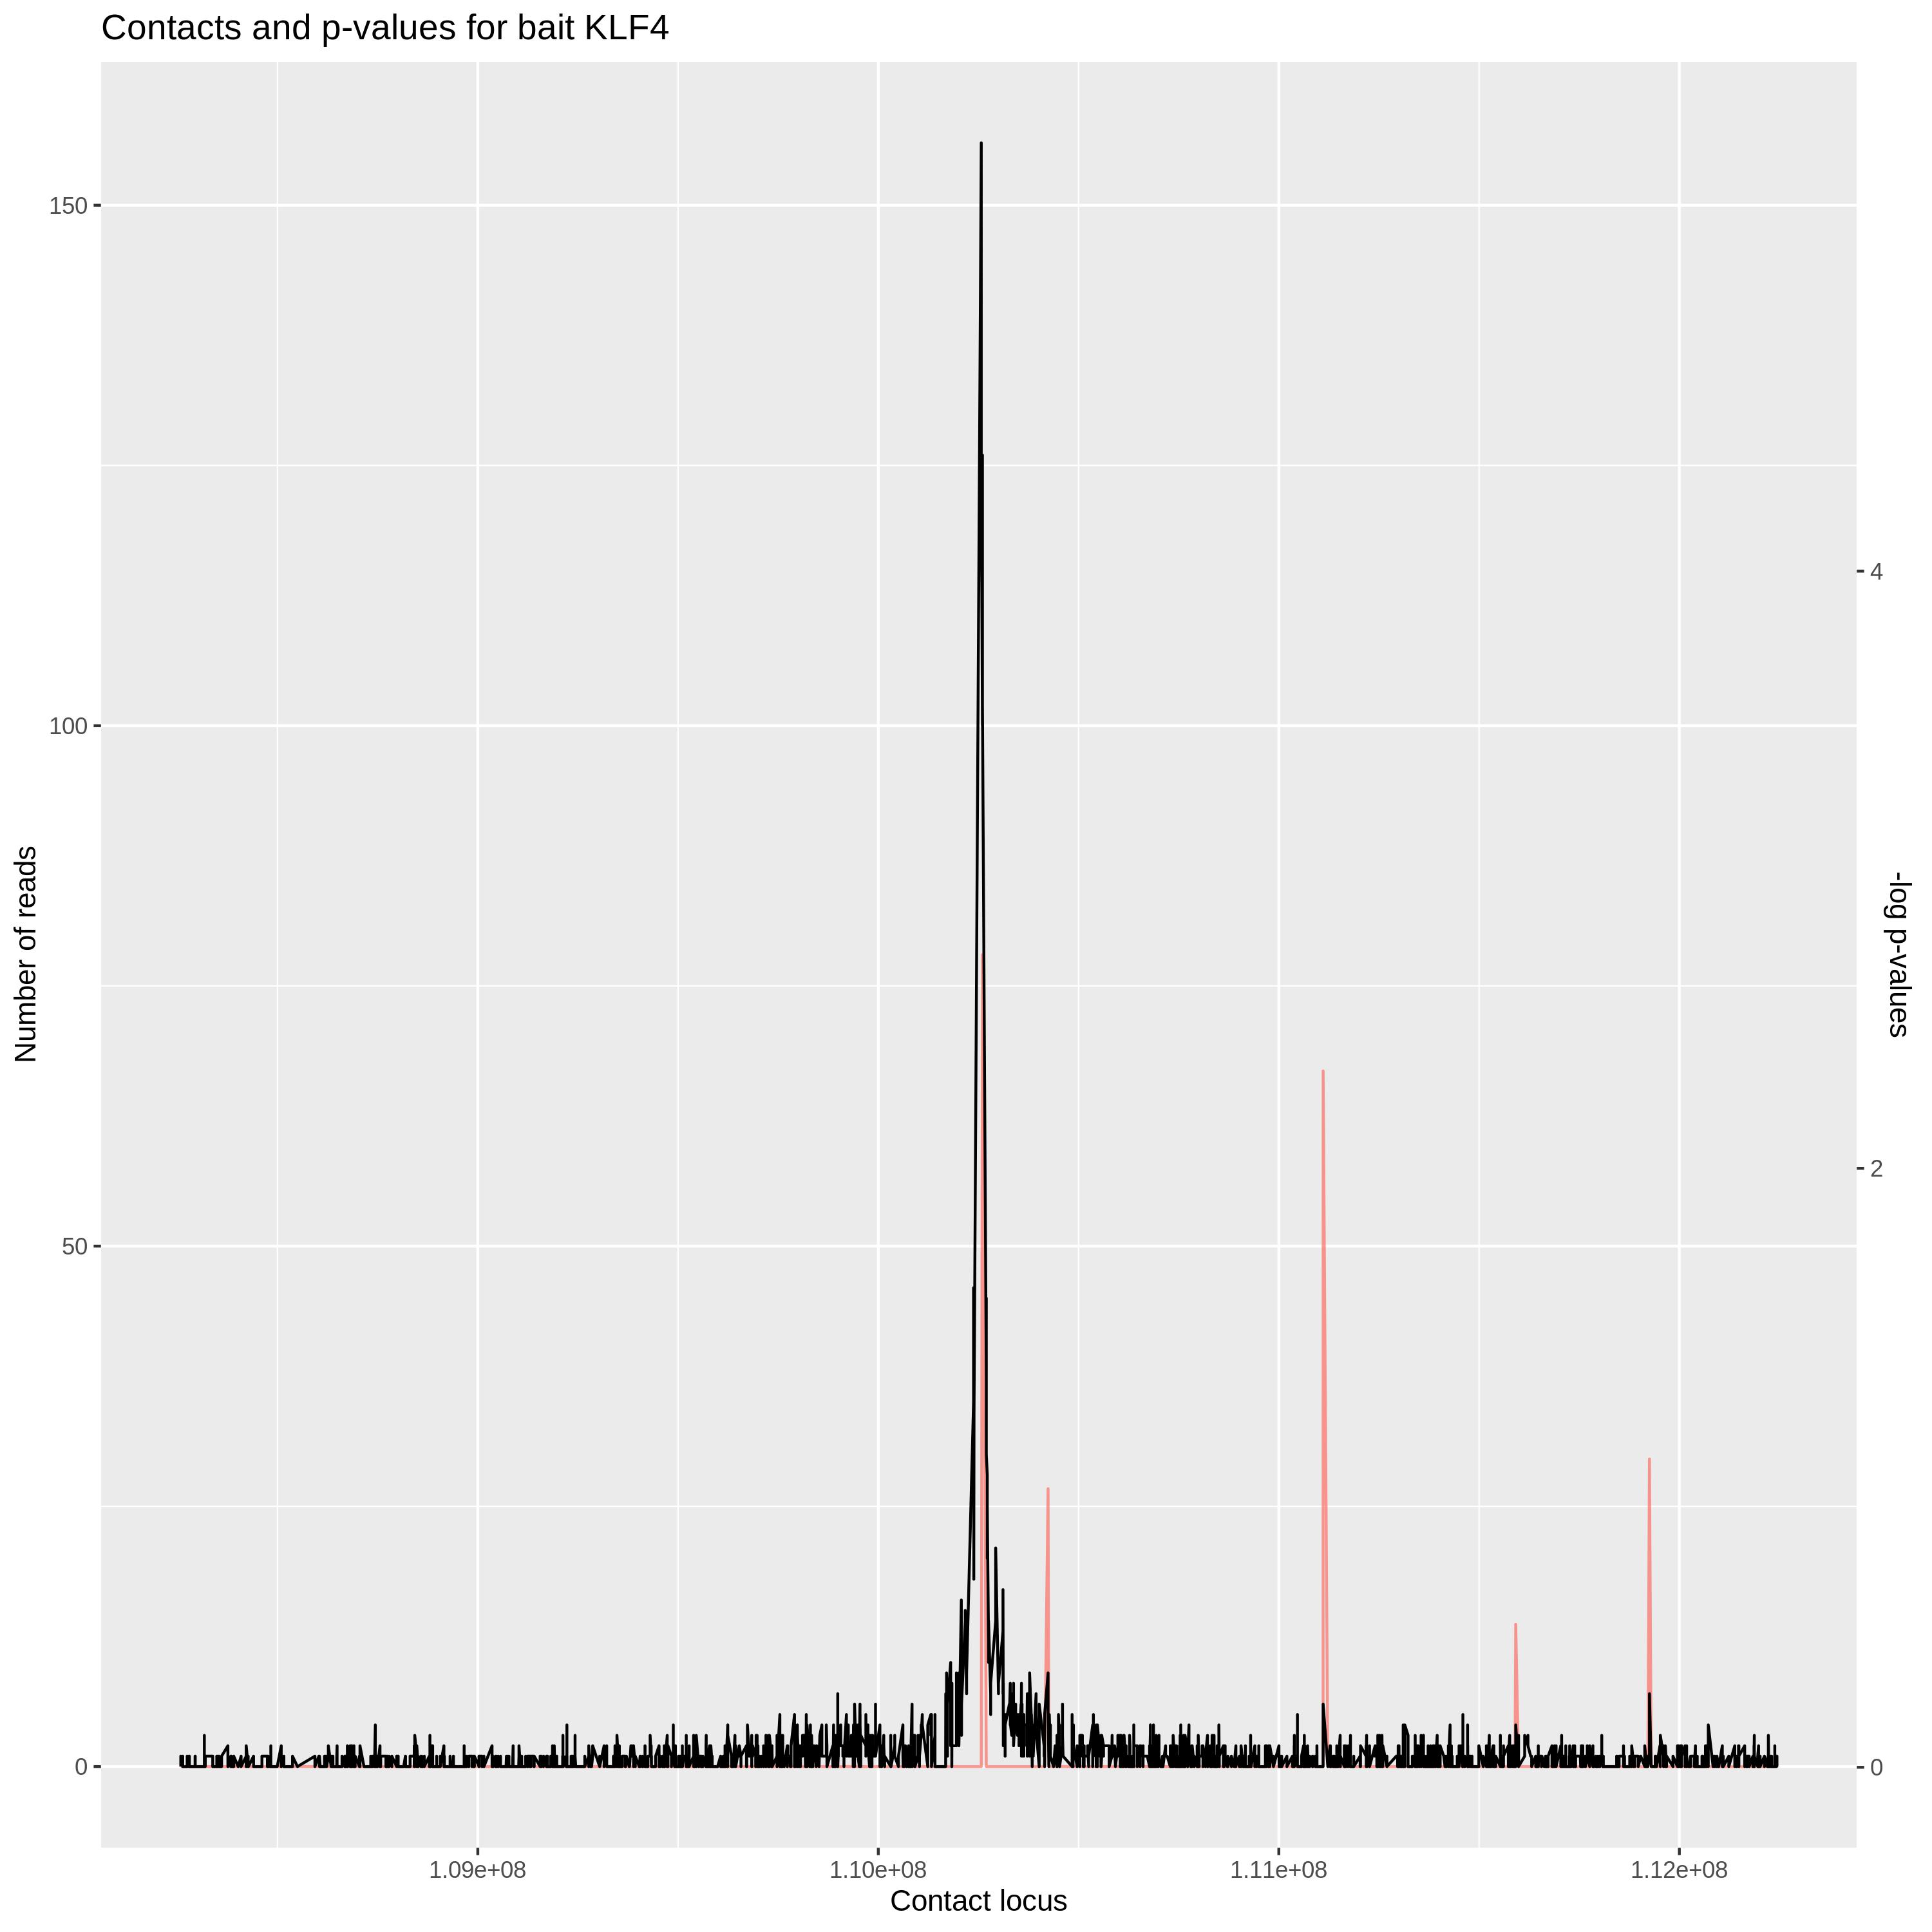 Contacts and p-values for bait KLF4
150
100
50
0
Number of reads
4
2
0
-log p-values
1.09e+08
1.10e+08
1.11e+08
1.12e+08
Contact locus